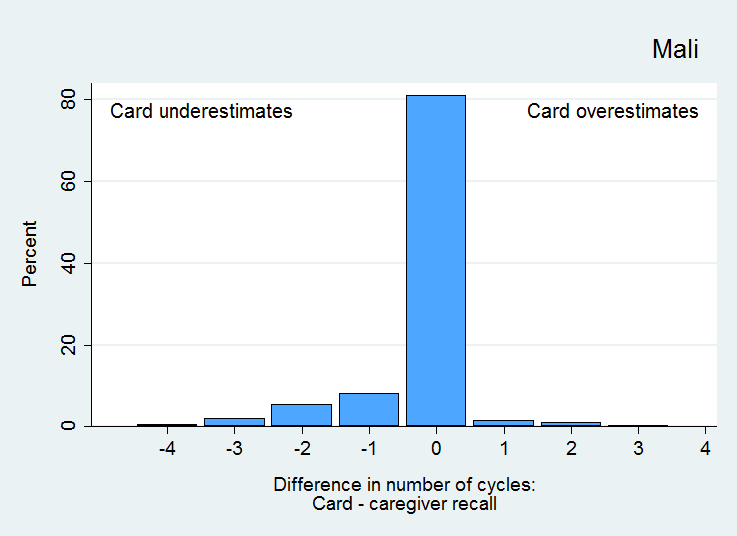 Mali
Card underestimates
Card overestimates
Percent
80
60
40
20
0
-4 -3 -2 -1 0 1 2 3 4
Difference in number of cycles:
Card - caregiver recall